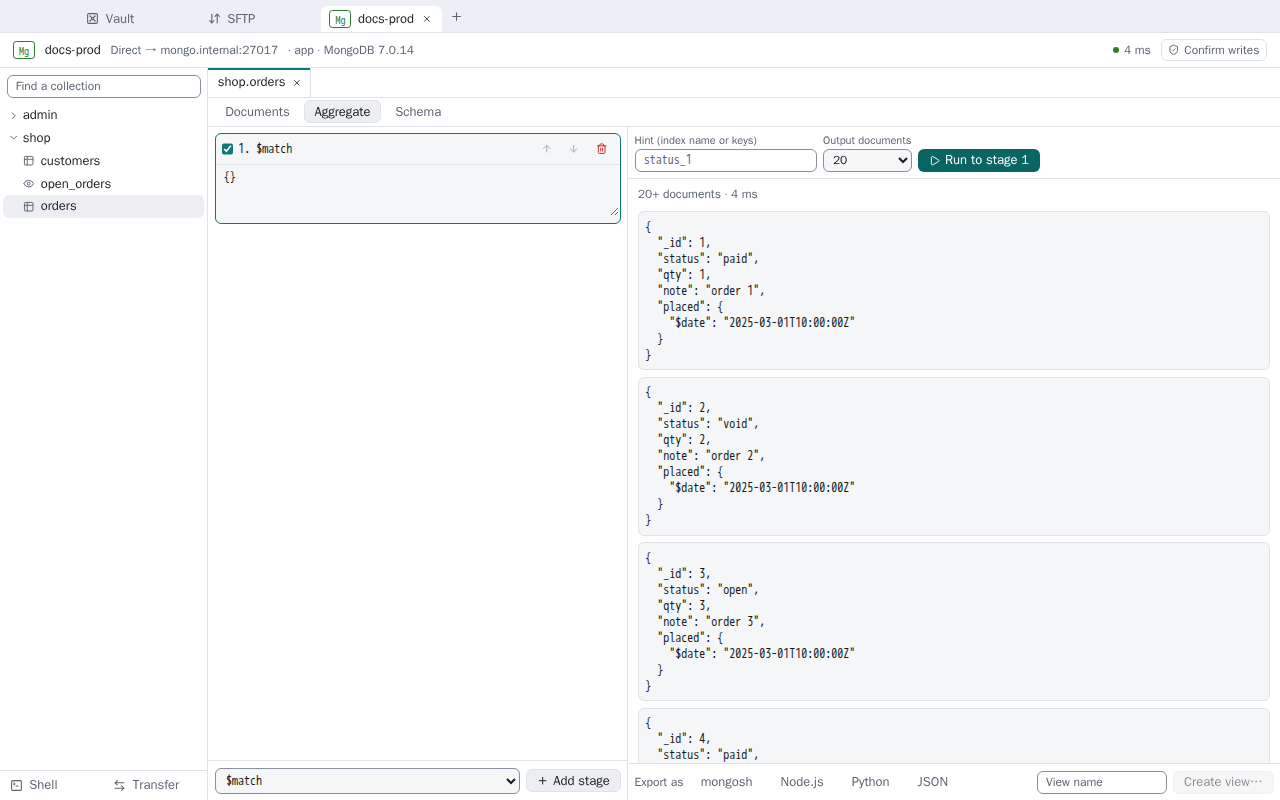 Vault
SFTP
Mg docs-prod ×
+
Mg docs-prod Direct → mongo.internal:27017 · app · MongoDB 7.0.14
4 ms
Confirm writes
Find a collection
admin
shop
customers
open_orders
orders
Shell
Transfer
shop.orders ×
Documents
Aggregate
Schema
1. $match
{}
$match
+ Add stage
Hint (index name or keys)
status_1
Output documents
20
Run to stage 1
20+ documents · 4 ms
{
"_id": 1,
"status": "paid",
"qty": 1,
"note": "order 1",
"placed": {
"$date": "2025-03-01T10:00:00Z"
}
}
{
"_id": 2,
"status": "void",
"qty": 2,
"note": "order 2",
"placed": {
"$date": "2025-03-01T10:00:00Z"
}
}
{
"_id": 3,
"status": "open",
"qty": 3,
"note": "order 3",
"placed": {
"$date": "2025-03-01T10:00:00Z"
}
}
{
"_id": 4,
"status": "paid",
Export as
mongosh
Node.js
Python
JSON
View name
Create view···